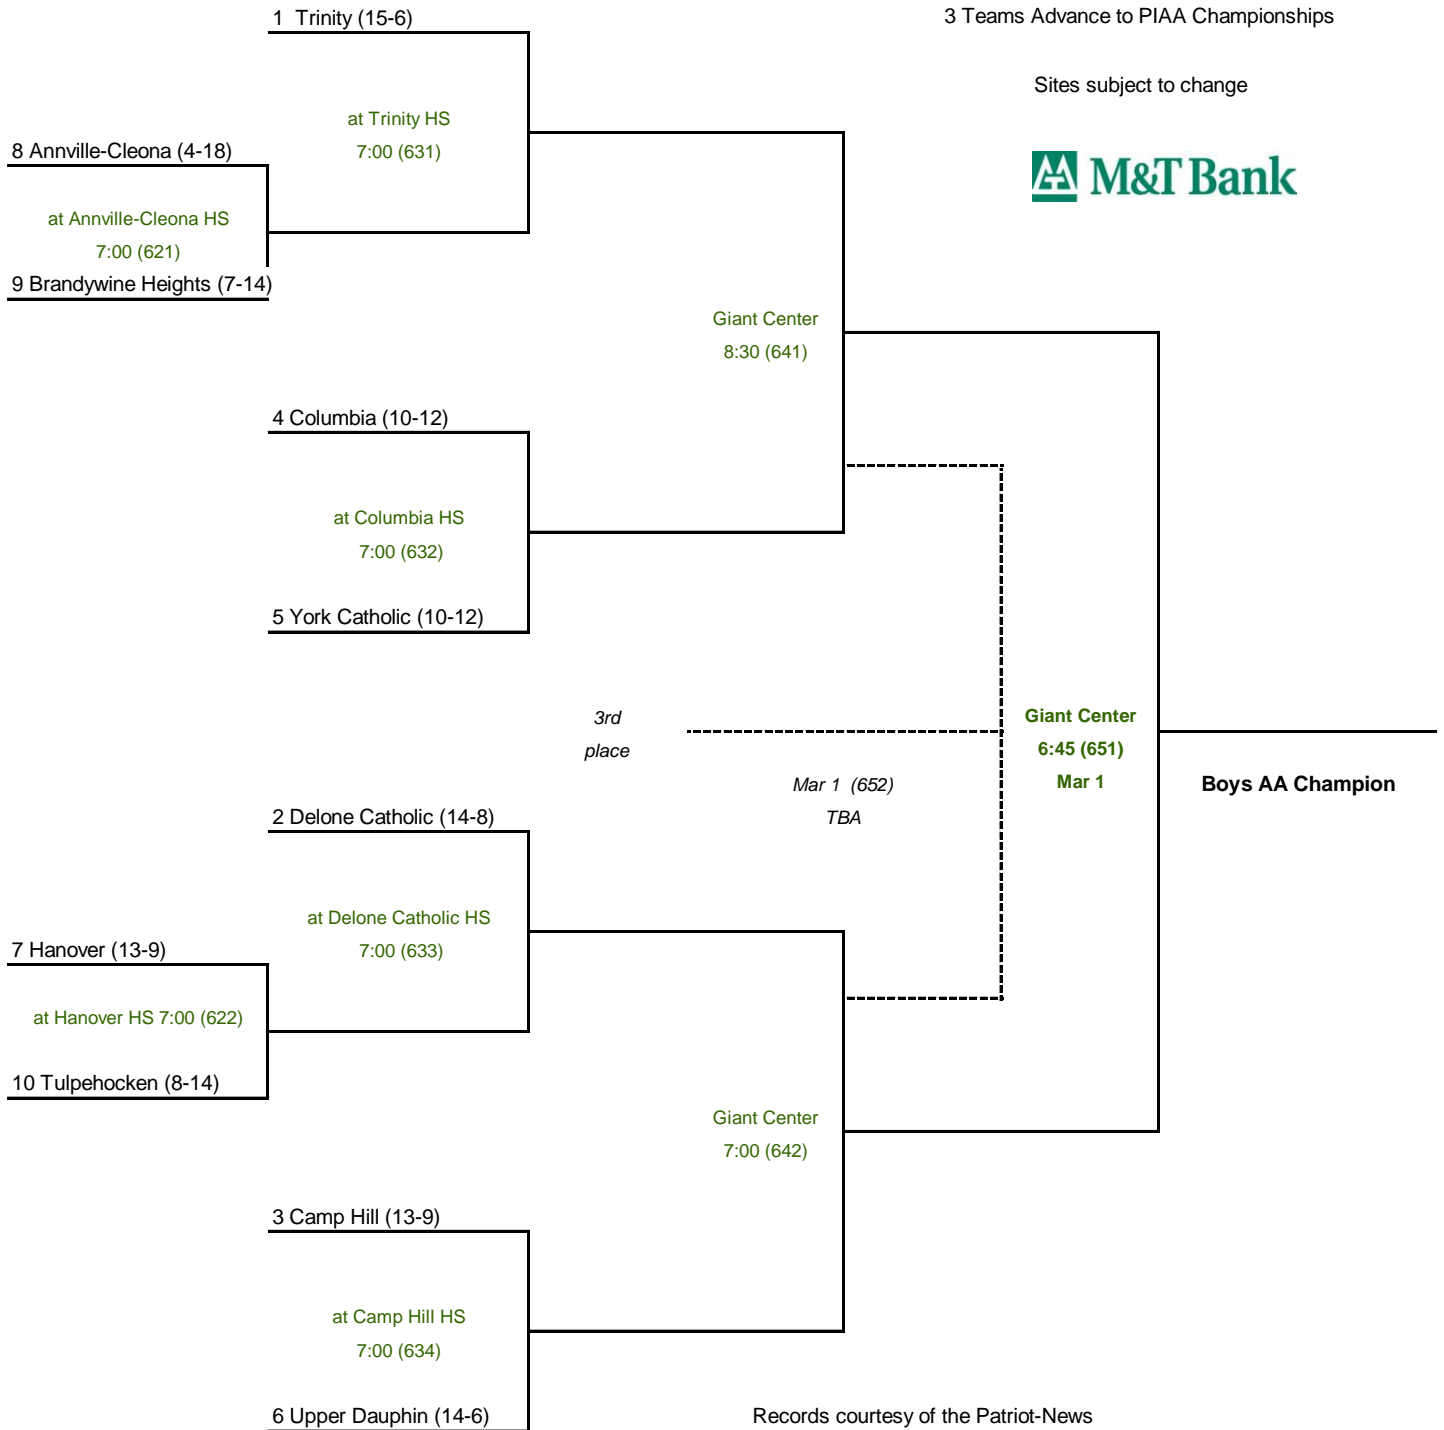 1 Trinity (15-6)
3 Teams Advance to PIAA Championships
Sites subject to change
at Trinity HS
7:00 (631)
8 Annville-Cleona (4-18)
M&T Bank
at Annville-Cleona HS
7:00 (621)
9 Brandywine Heights (7-14)
Giant Center
8:30 (641)
4 Columbia (10-12)
at Columbia HS
7:00 (632)
5 York Catholic (10-12)
3rd
place
Giant Center
6:45 (651)
Mar 1
Mar 1 (652)
TBA
Boys AA Champion
2 Delone Catholic (14-8)
at Delone Catholic HS
7:00 (633)
7 Hanover (13-9)
at Hanover HS 7:00 (622)
10 Tulpehocken (8-14)
Giant Center
7:00 (642)
3 Camp Hill (13-9)
at Camp Hill HS
7:00 (634)
6 Upper Dauphin (14-6)
Records courtesy of the Patriot-News